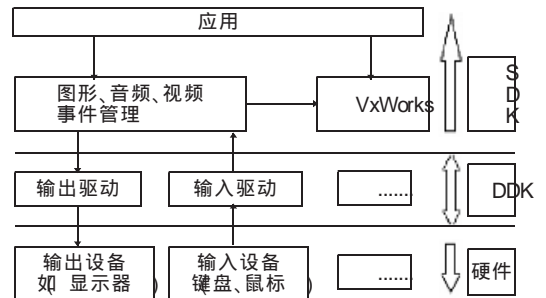 应用
图形、音频、视频
事件管理
VxWorks
SDK
输出驱动
输入驱动
.......
DDK
输出设备
(如 显示器)
输入设备
(键盘、鼠标)
.......
硬件